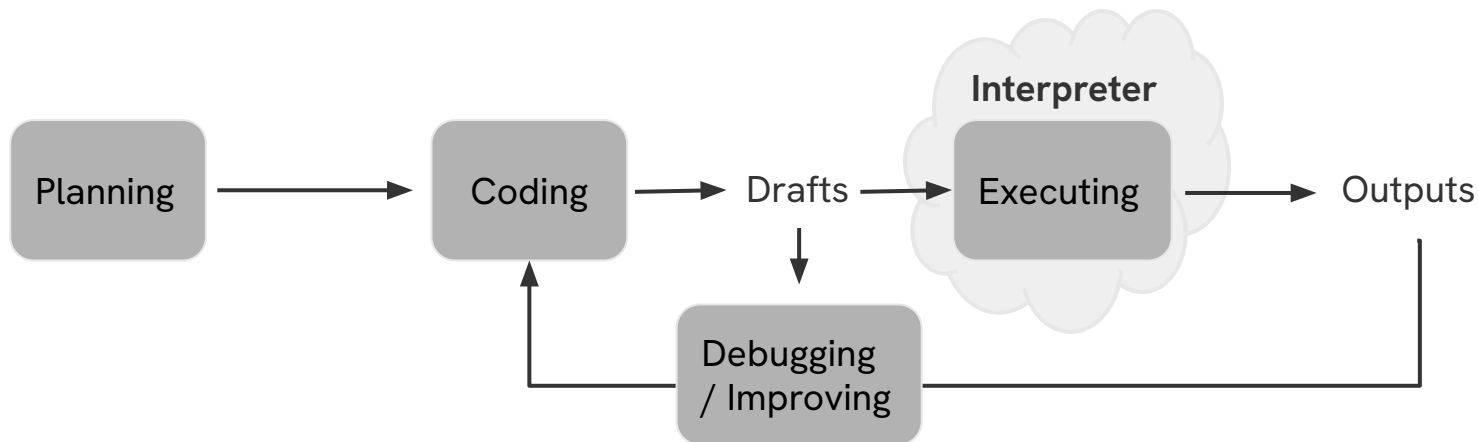 Interpreter
Planning
Coding
Drafts
Executing
Outputs
Debugging
/ Improving